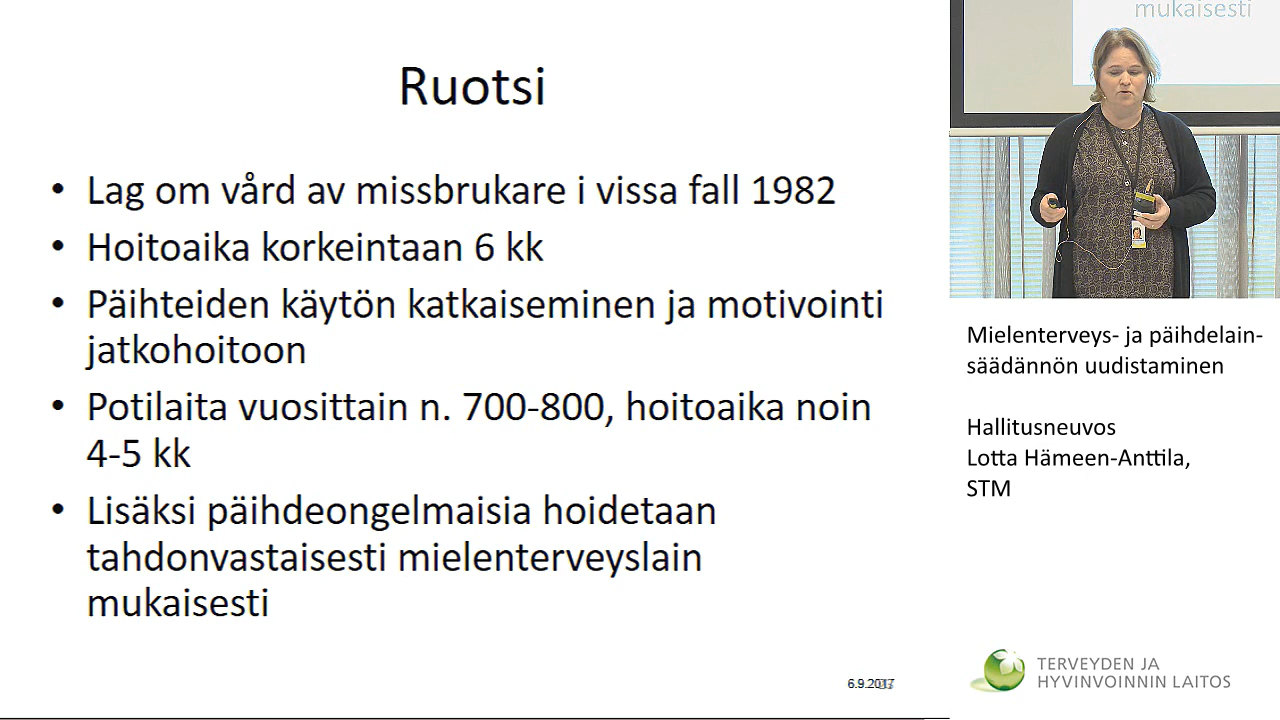 Ruotsi
• Lag om vård av missbrukare i vissa fall 1982
• Hoitoaika korkeintaan 6 kk
• Päihteiden käytön katkaiseminen ja motivointi
jatkohoitoon
• Potilaita vuosittain n. 700-800, hoitoaika noin
4-5 kk
• Lisäksi päihdeongelmaisia hoidetaan
tahdonvastaisesti mielenterveyslain
mukaisesti
6.9.2017
mukaisesti
Mielenterveys- ja päihdelain-
säädännön uudistaminen
Hallitusneuvos
Lotta Hämeen-Anttila,
STM
TERVEYDEN JA
HYVINVOINNIN LAITOS